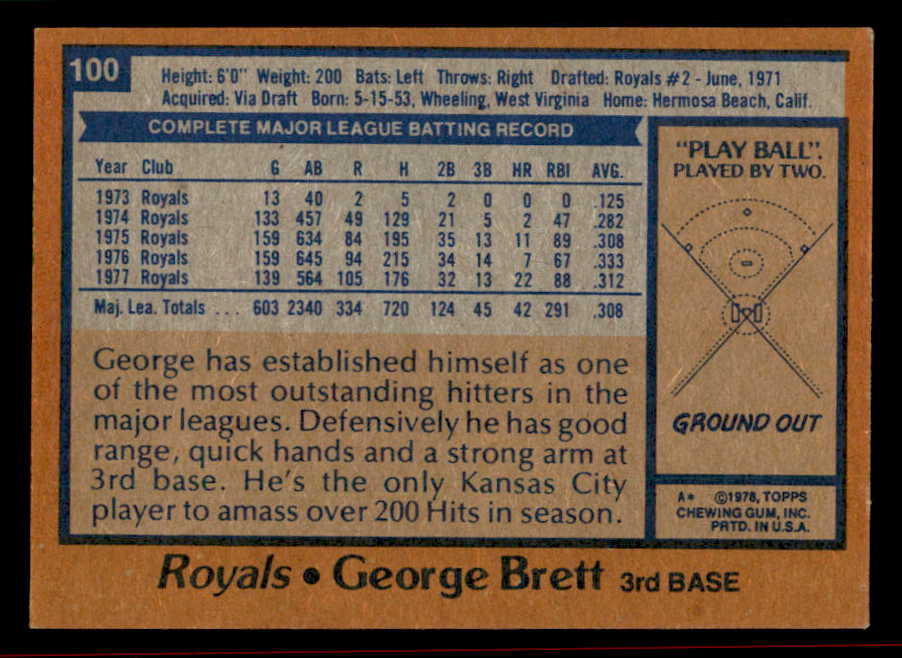 100
Height: 6'0" Weight: 200 Bats: Left Throws: Right Drafted: Royals #2 - June, 1971
Acquired: Via Draft Born: 5-15-53, Wheeling, West Virginia Home: Hermosa Beach, Calif.
COMPLETE MAJOR LEAGUE BATTING RECORD
Year Club G AB R H 2B 3B HR RBI AVG.
1973 Royals 13 40 2 5 2 0 0 0 .125
1974 Royals 133 457 49 129 21 5 2 47 .282
1975 Royals 159 634 84 195 35 13 11 89 .308
1976 Royals 159 645 94 215 34 14 7 67 .333
1977 Royals 139 564 105 176 32 13 22 88 .312
Maj. Lea. Totals . . . 603 2340 334 720 124 45 42 291 .308
George has established himself as one
of the most outstanding hitters in the
major leagues. Defensively he has good
range, quick hands and a strong arm at
3rd base. He's the only Kansas City
player to amass over 200 Hits in season.
"PLAY BALL".
PLAYED BY TWO.
GROUND OUT
A* ©1978, TOPPS
CHEWING GUM, INC.
PRTD. IN U.S.A.
Royals • George Brett 3rd BASE